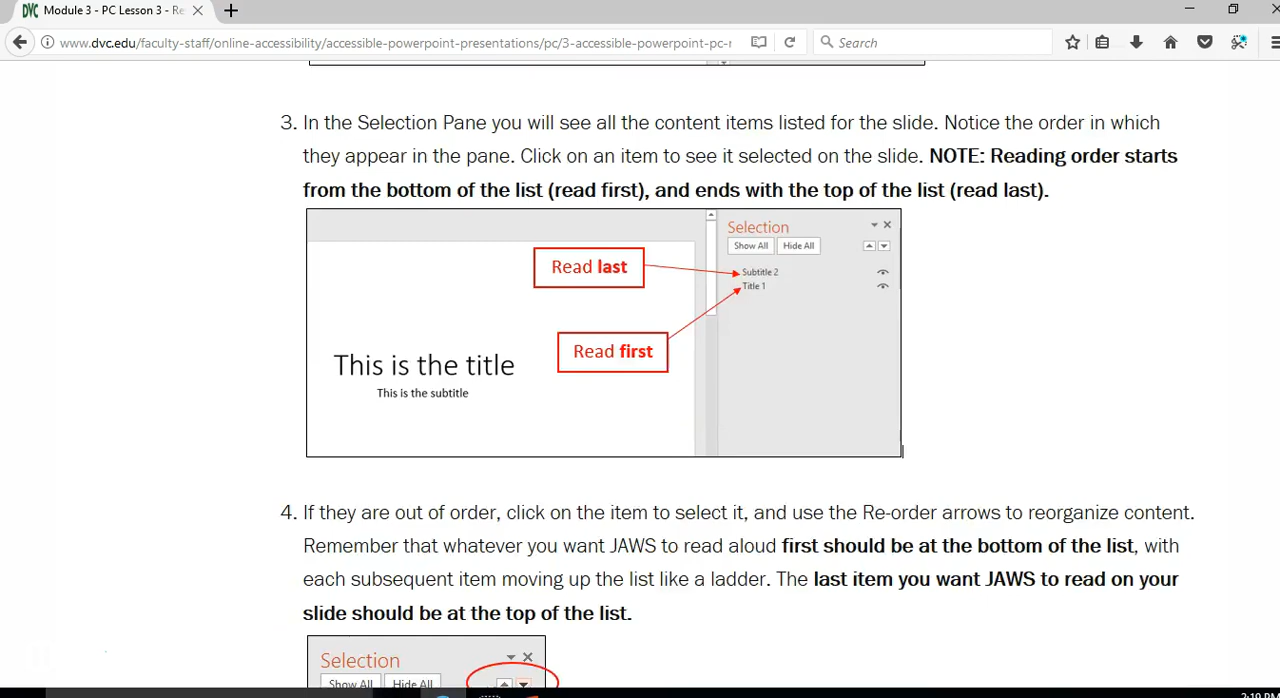 DVC Module 3 - PC Lesson 3 - Re
www.dvc.edu/faculty-staff/online-accessibility/accessible-powerpoint-presentations/pc/3-accessible-powerpoint-pc-r
Search
3. In the Selection Pane you will see all the content items listed for the slide. Notice the order in which
they appear in the pane. Click on an item to see it selected on the slide. NOTE: Reading order starts
from the bottom of the list (read first), and ends with the top of the list (read last).
Selection
Show All Hide All
Read last
Subtitle 2
Title 1
Read first
This is the title
This is the subtitle
4. If they are out of order, click on the item to select it, and use the Re-order arrows to reorganize content.
Remember that whatever you want JAWS to read aloud first should be at the bottom of the list, with
each subsequent item moving up the list like a ladder. The last item you want JAWS to read on your
slide should be at the top of the list.
Selection
Show All Hide All
2:19 PM